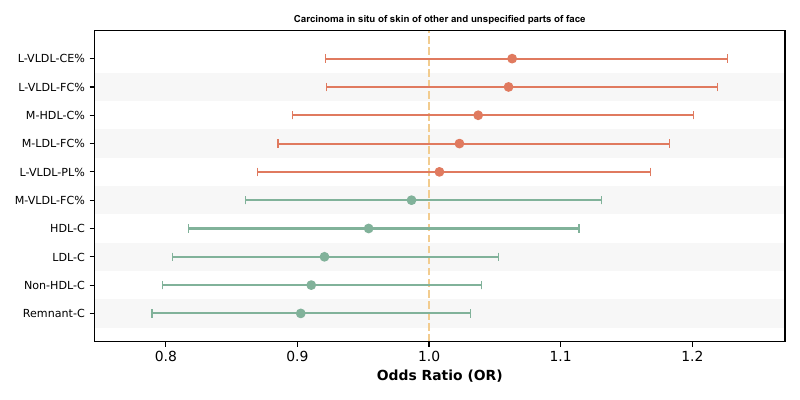 Carcinoma in situ of skin of other and unspecified parts of face
L-VLDL-CE%
L-VLDL-FC%
M-HDL-C%
M-LDL-FC%
L-VLDL-PL%
M-VLDL-FC%
HDL-C
LDL-C
Non-HDL-C
Remnant-C
0.8 0.9 1.0 1.1 1.2
Odds Ratio (OR)